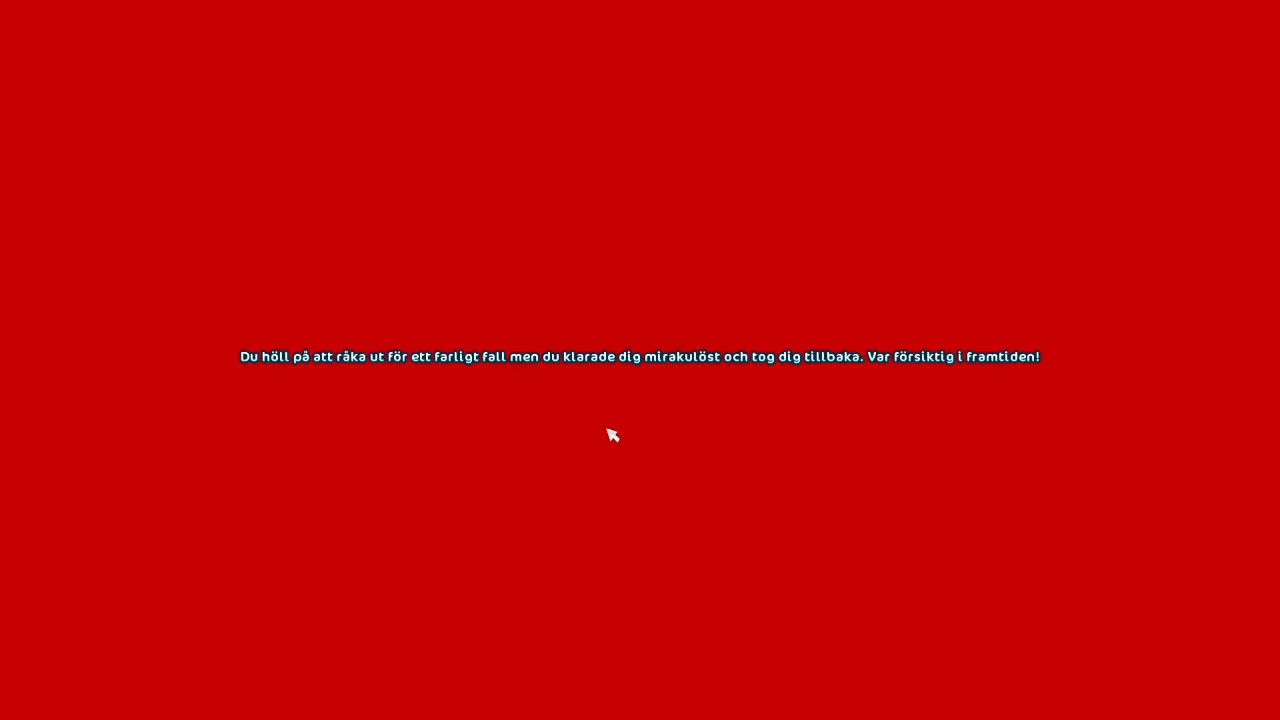 Du höll på att råka ut för ett farligt fall men du klarade dig mirakulöst och tog dig tillbaka. Var försiktig i framtiden!